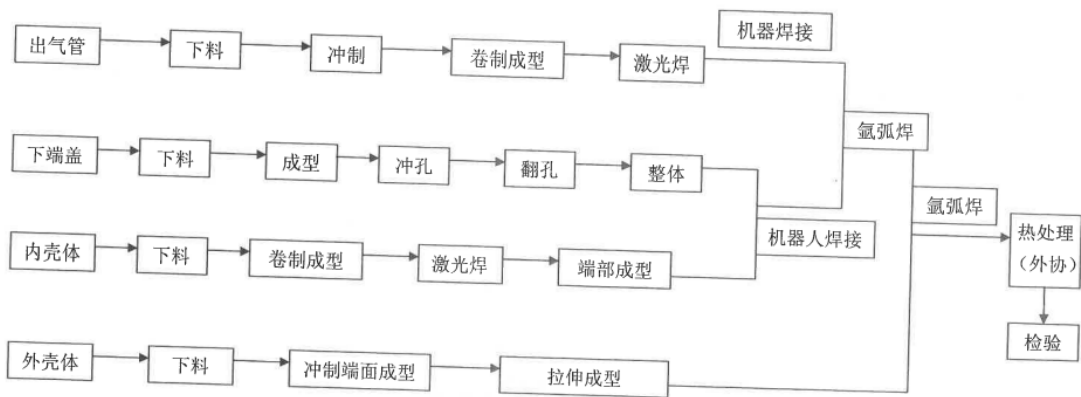 机器焊接
出气管
下料
冲制
卷制成型
激光焊
氩弧焊
下端盖
下料
成型
冲孔
翻孔
整体
氩弧焊
机器人焊接
内壳体
下料
卷制成型
激光焊
端部成型
热处理
（外协）
外壳体
下料
冲制端面成型
拉伸成型
检验